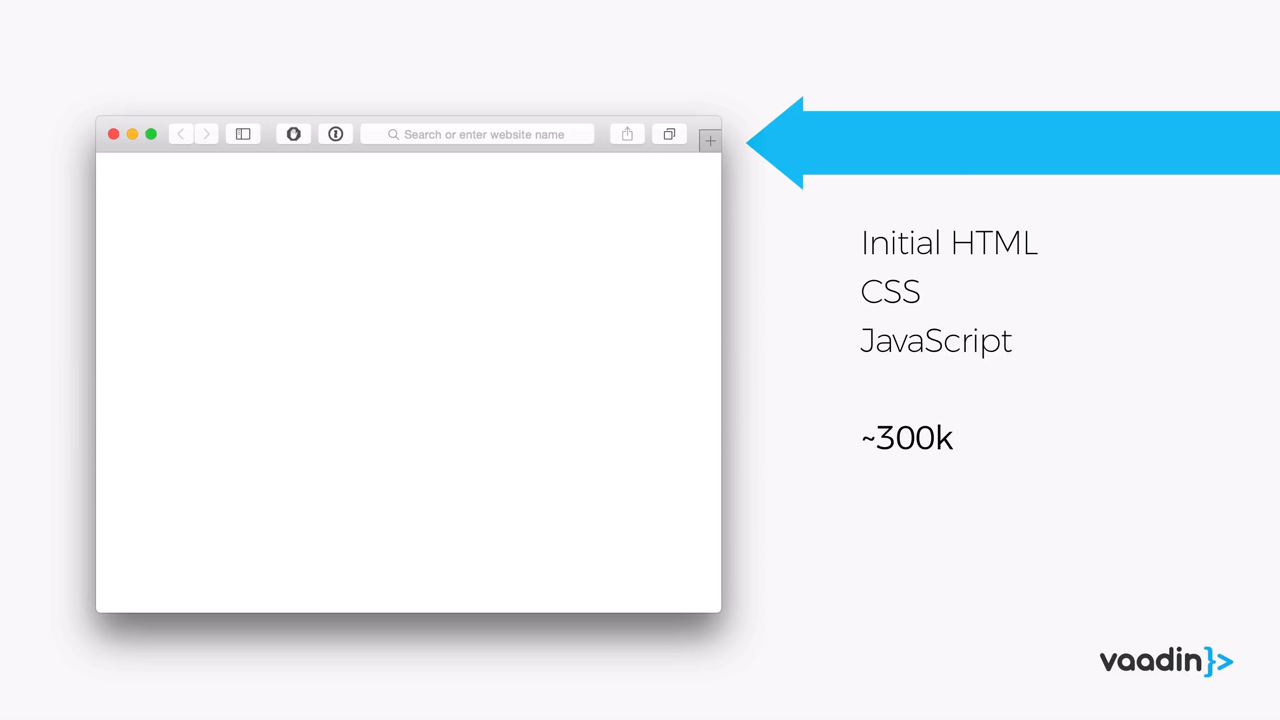 Search or enter website name
Initial HTML
CSS
JavaScript
~300k
vaadin}>